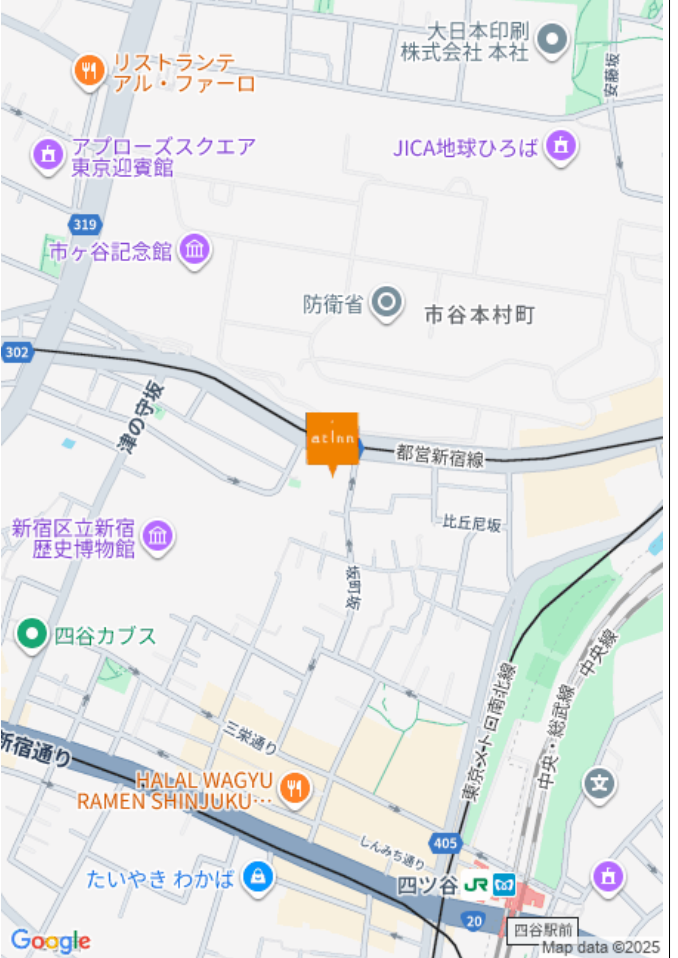 大日本印刷
株式会社 本社
リストランテ
アル・ファーロ
安藤坂
アプローズスクエア
東京迎賓館
JICA地球ひろば
319
市ヶ谷記念館
防衛省
市谷本村町
302
津の守坂
at Inn
都営新宿線
新宿区立新宿
歴史博物館
比丘尼坂
坂町坂
四谷カブス
東京メトロ南北線
中央・総武線
中央線
三栄通り
新宿通り
HALAL WAGYU
RAMEN SHINJUKU…
405
しんみち通り
たいやき わかば
四ツ谷 JR
20
四谷駅前
Google
Map data ©2025